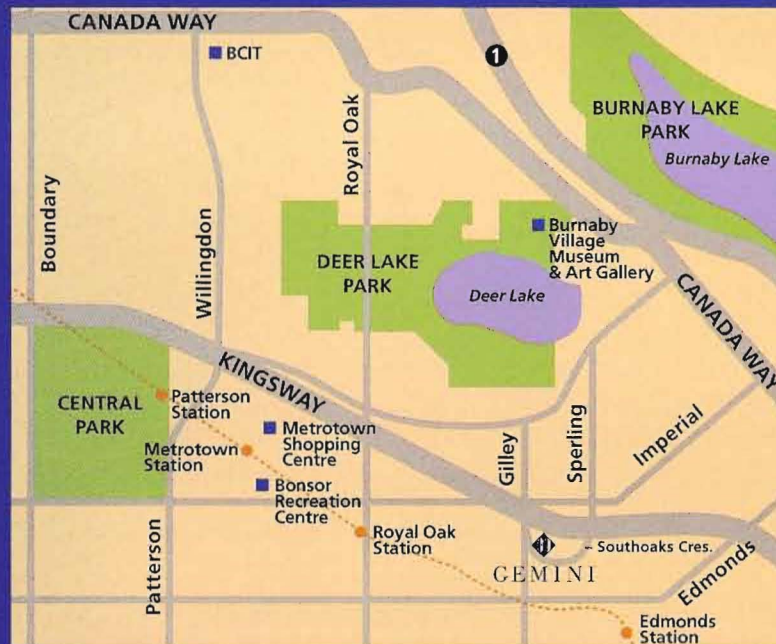 CANADA WAY
BCIT
1
BURNABY LAKE
PARK
Burnaby Lake
Boundary
Willingdon
Royal Oak
Burnaby
Village
Museum
& Art Gallery
DEER LAKE
PARK
Deer Lake
CANADA WAY
KINGSWAY
CENTRAL
PARK
Patterson
Station
Metrotown
Shopping
Centre
Metrotown
Station
Bonsor
Recreation
Centre
Gilley
Sperling
Imperial
Royal Oak
Station
Southoaks Cres.
GEMINI
Patterson
Edmonds
Edmonds
Station